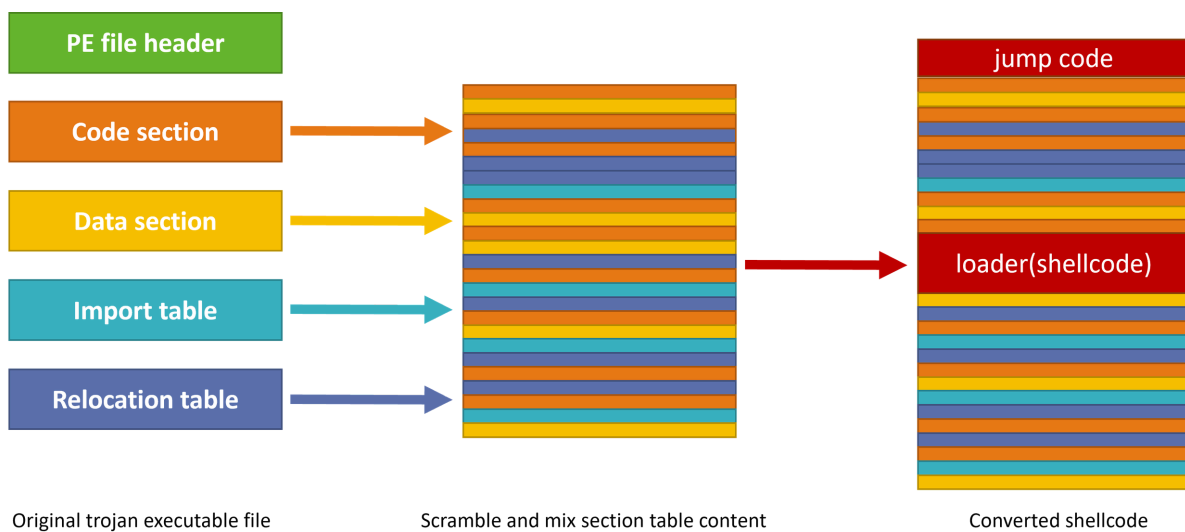 PE file header
Code section
Data section
Import table
Relocation table
jump code
loader(shellcode)
Original trojan executable file
Scramble and mix section table content
Converted shellcode